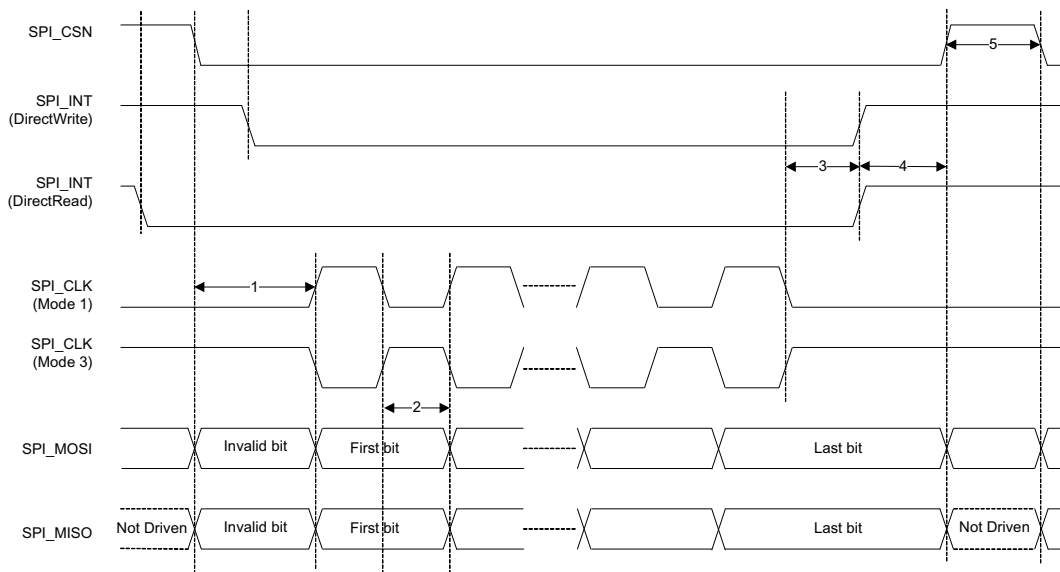 SPI_CSN
5
SPI_INT
(DirectWrite)
3
4
SPI_INT
(DirectRead)
1
SPI_CLK
(Mode 1)
SPI_CLK
(Mode 3)
2
SPI_MOSI
Invalid bit
First bit
Last bit
SPI_MISO
Not Driven
Invalid bit
First bit
Last bit
Not Driven